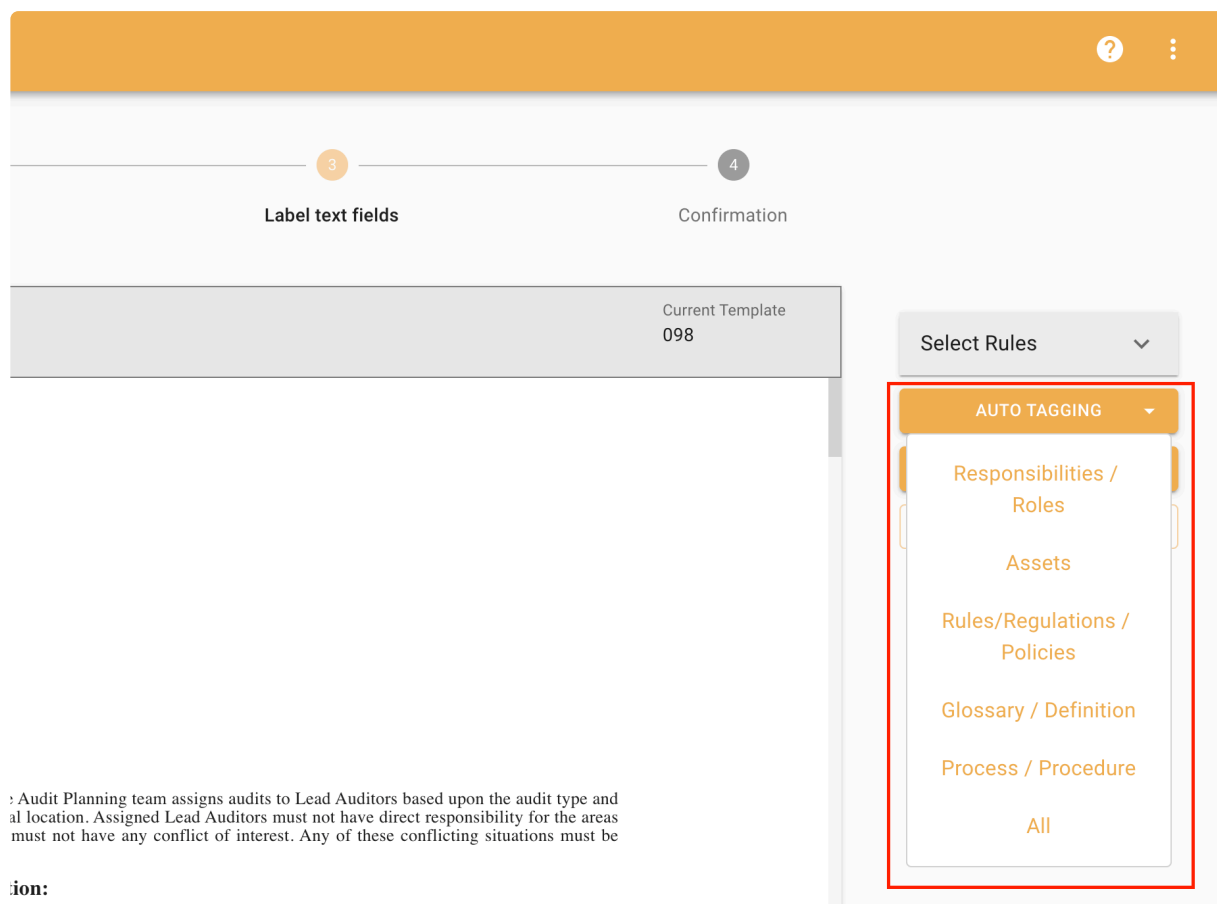 ?
3
4
Label text fields
Confirmation
Current Template
098
Select Rules
AUTO TAGGING
Responsibilities /
Roles
Assets
Rules/Regulations /
Policies
Glossary / Definition
Process / Procedure
All
Audit Planning team assigns audits to Lead Auditors based upon the audit type and
location. Assigned Lead Auditors must not have direct responsibility for the areas
must not have any conflict of interest. Any of these conflicting situations must be